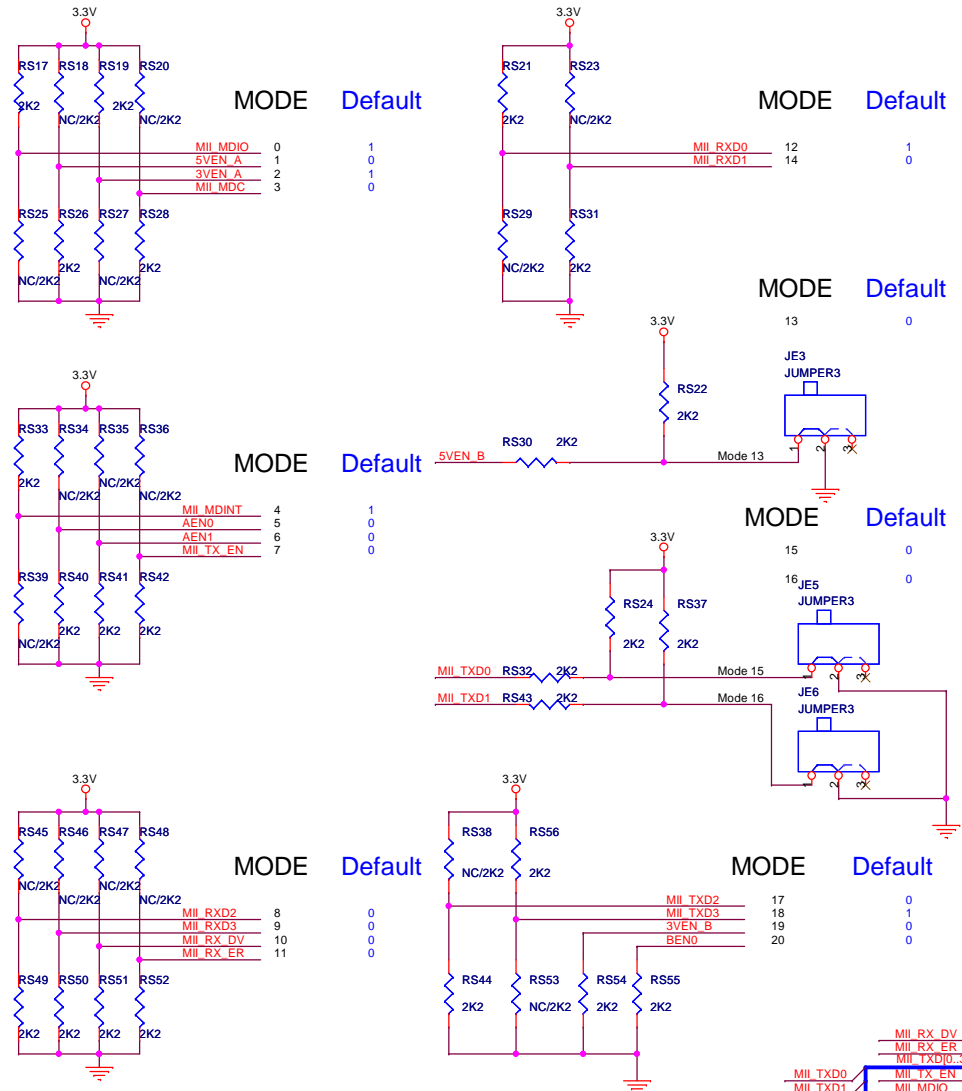 3.3V
RS17 RS18 RS19 RS20
2K2 NC/2K2 2K2 NC/2K2
MODE Default
MII_MDIO 0 1
5VEN_A 1 0
3VEN_A 2 1
MII_MDC 3 0
RS25 RS26 RS27 RS28
NC/2K2 2K2 NC/2K2 2K2
3.3V
RS21 RS23
2K2 NC/2K2
MODE Default
MII_RXD0 12 1
MII_RXD1 14 0
RS29 RS31
NC/2K2 2K2
MODE Default
13 0
3.3V
JE3
JUMPER3
RS22
2K2
5VEN_B RS30 2K2 Mode 13 1 2 3
3.3V
RS33 RS34 RS35 RS36
2K2 NC/2K2 NC/2K2 NC/2K2
MODE Default
MII_MDINT 4 1
AEN0 5 0
AEN1 6 0
MII_TX_EN 7 0
RS39 RS40 RS41 RS42
NC/2K2 2K2 2K2 2K2
MODE Default
15 0
16 0
3.3V
JE5
JUMPER3
RS24 RS37
2K2 2K2
MII_TXD0 RS32 2K2 Mode 15 1 2 3
MII_TXD1 RS43 2K2 Mode 16
JE6
JUMPER3
1 2 3
3.3V
RS45 RS46 RS47 RS48
NC/2K2 NC/2K2 NC/2K2 NC/2K2
MODE Default
MII_RXD2 8 0
MII_RXD3 9 0
MII_RX_DV 10 0
MII_RX_ER 11 0
RS49 RS50 RS51 RS52
2K2 2K2 2K2 2K2
3.3V
RS38 RS56
NC/2K2 2K2
MODE Default
MII_TXD2 17 0
MII_TXD3 18 1
3VEN_B 19 0
BEN0 20 0
RS44 RS53 RS54 RS55
2K2 NC/2K2 2K2 2K2
MII_RX_DV
MII_RX_ER
MII_TXD[0..3
MII_TXD0 MII_TX_EN
MII_TXD1 MII_MDIO